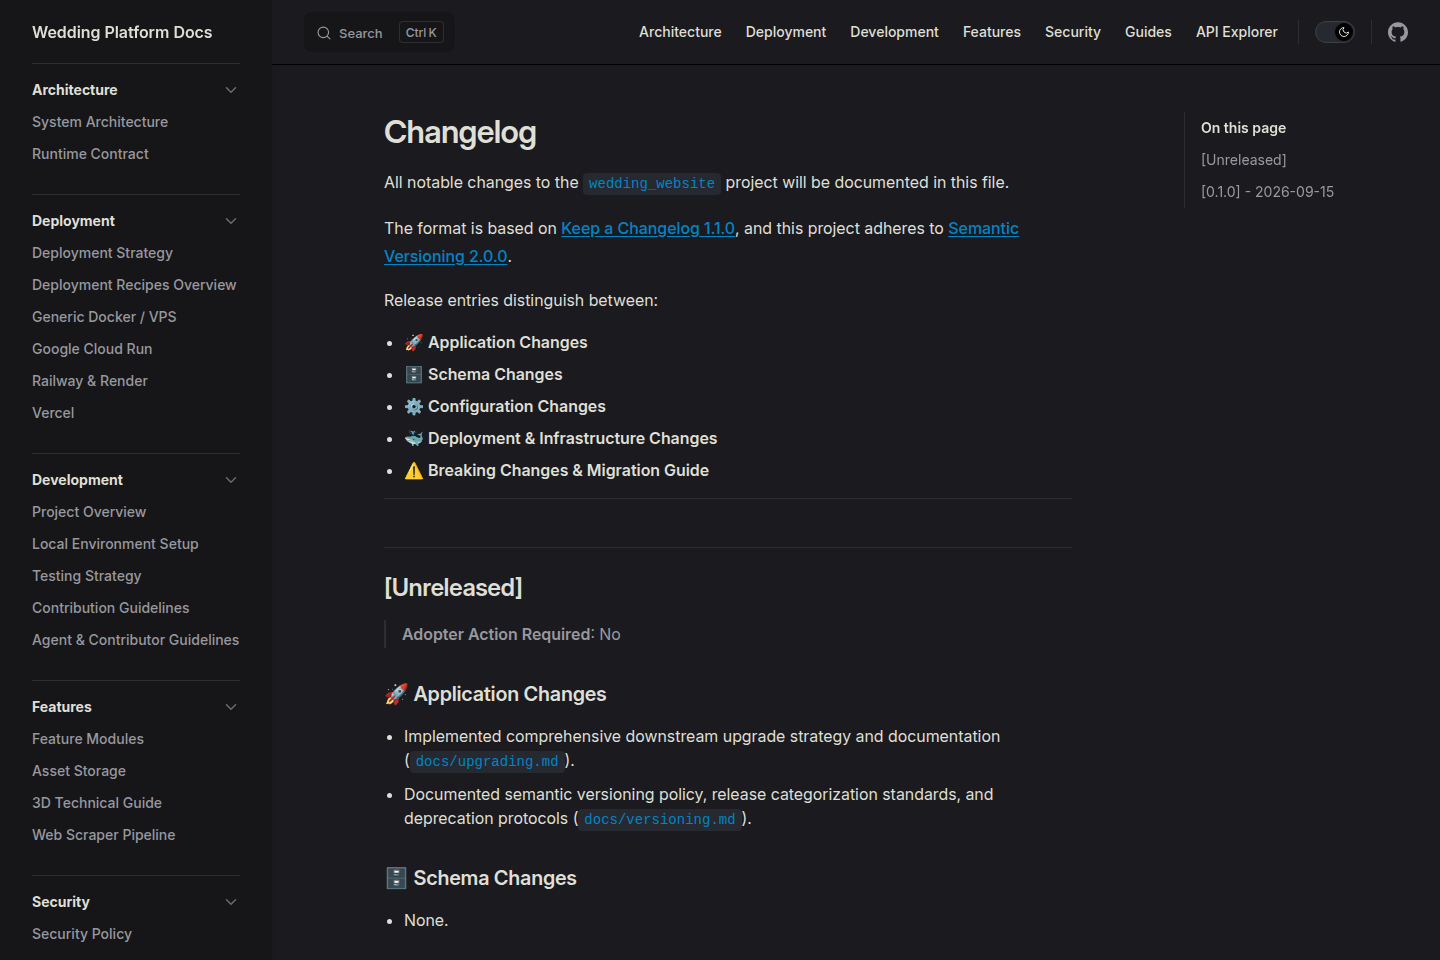 Wedding Platform Docs
Search
Ctrl K
Architecture
Deployment
Development
Features
Security
Guides
API Explorer
Architecture
System Architecture
Runtime Contract
Deployment
Deployment Strategy
Deployment Recipes Overview
Generic Docker / VPS
Google Cloud Run
Railway & Render
Vercel
Development
Project Overview
Local Environment Setup
Testing Strategy
Contribution Guidelines
Agent & Contributor Guidelines
Features
Feature Modules
Asset Storage
3D Technical Guide
Web Scraper Pipeline
Security
Security Policy
Changelog
All notable changes to the wedding_website project will be documented in this file.
The format is based on Keep a Changelog 1.1.0, and this project adheres to Semantic
Versioning 2.0.0.
Release entries distinguish between:
🚀 Application Changes
🗄️ Schema Changes
⚙️ Configuration Changes
🐳 Deployment & Infrastructure Changes
⚠️ Breaking Changes & Migration Guide
[Unreleased]
Adopter Action Required: No
🚀 Application Changes
Implemented comprehensive downstream upgrade strategy and documentation
(docs/upgrading.md).
Documented semantic versioning policy, release categorization standards, and
deprecation protocols (docs/versioning.md).
🗄️ Schema Changes
None.
On this page
[Unreleased]
[0.1.0] - 2026-09-15